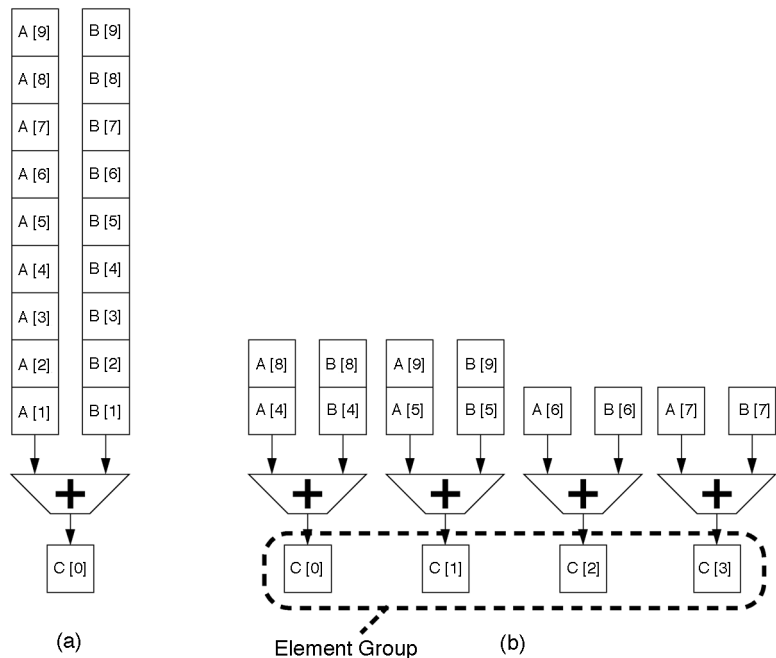 A [9] B [9]
A [8] B [8]
A [7] B [7]
A [6] B [6]
A [5] B [5]
A [4] B [4]
A [3] B [3]
A [2] B [2]
A [1] B [1]
+
C [0]
(a)
A [8] B [8] A [9] B [9]
A [4] B [4] A [5] B [5] A [6] B [6] A [7] B [7]
+ + + +
C [0] C [1] C [2] C [3]
Element Group
(b)